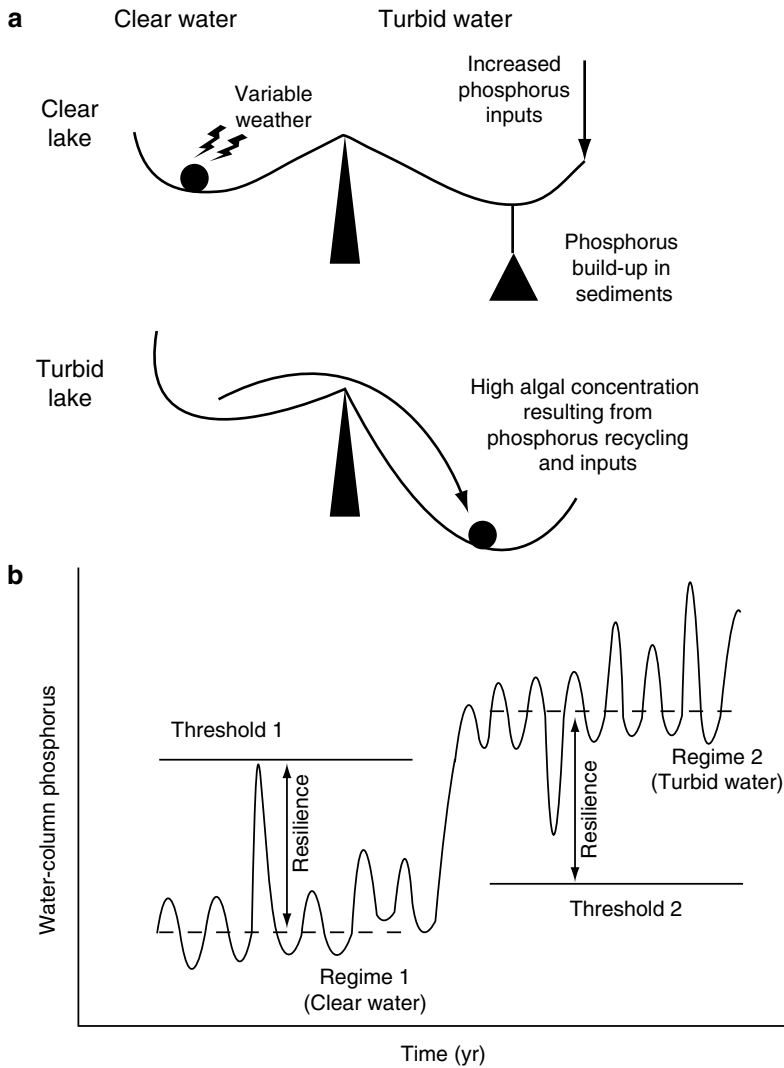 a
Clear water
Turbid water
Clear
lake
Variable
weather
Increased
phosphorus
inputs
Phosphorus
build-up in
sediments
Turbid
lake
High algal concentration
resulting from
phosphorus recycling
and inputs
b
Water-column phosphorus
Threshold 1
Resilience
Regime 1
(Clear water)
Resilience
Regime 2
(Turbid water)
Threshold 2
Time (yr)